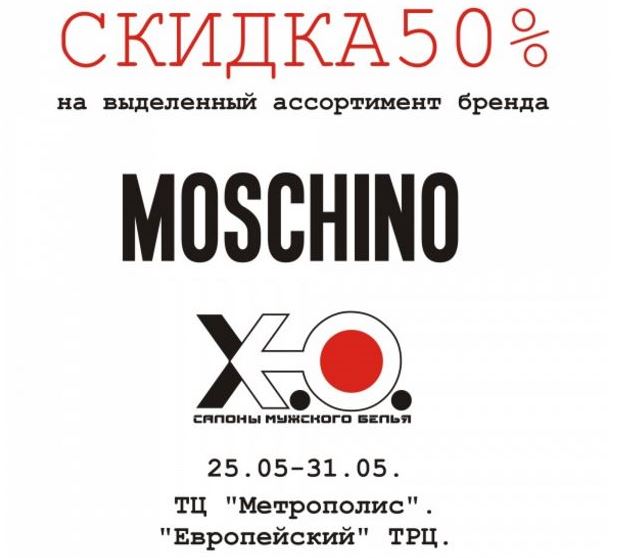 СКИДКА50%
на выделенный ассортимент бренда
MOSCHINO
X.O.
САЛОНЫ МУЖСКОГО БЕЛЬЯ
25.05-31.05.
ТЦ "Метрополис".
"Европейский" ТРЦ.